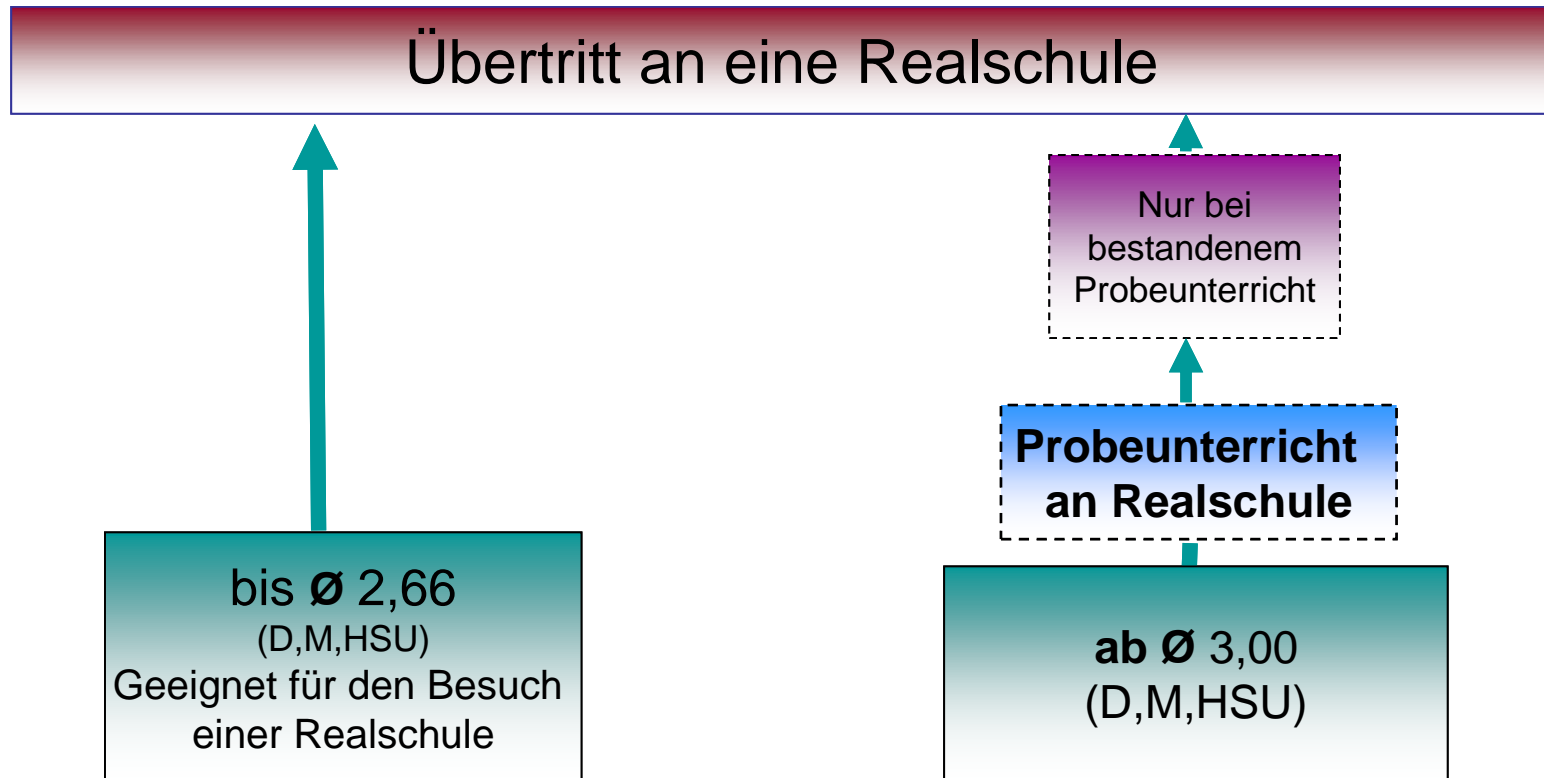 Übertritt an eine Realschule
Nur bei
bestandenem
Probeunterricht
Probeunterricht
an Realschule
bis Ø 2,66
(D,M,HSU)
Geeignet für den Besuch
einer Realschule
ab Ø 3,00
(D,M,HSU)